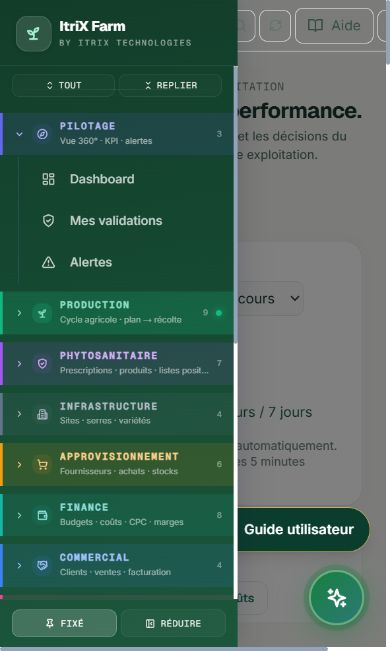 ItriX Farm
BY ITRIX TECHNOLOGIES
Aide
TOUT
REPLIER
PILOTAGE
Vue 360° · KPI · alertes
3
Dashboard
Mes validations
Alertes
PRODUCTION
Cycle agricole · plan → récolte
9
PHYTOSANITAIRE
Prescriptions · produits · listes posit...
7
INFRASTRUCTURE
Sites · serres · variétés
4
APPROVISIONNEMENT
Fournisseurs · achats · stocks
6
FINANCE
Budgets · coûts · CPC · marges
8
COMMERCIAL
Clients · ventes · facturation
4
FIXÉ
RÉDUIRE
ITATION
performance.
et les décisions du
e exploitation.
cours
urs / 7 jours
automatiquement.
es 5 minutes
Guide utilisateur
ûts